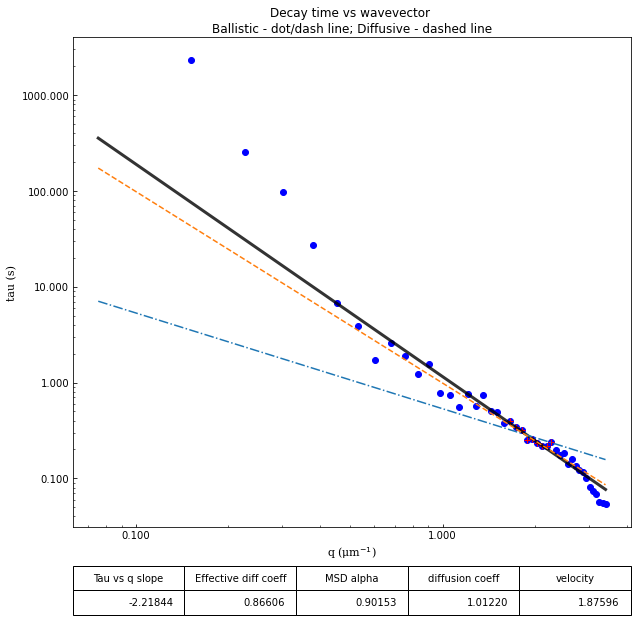 Decay time vs wavevector
Ballistic - dot/dash line; Diffusive - dashed line
1000.000
100.000
10.000
1.000
0.100
tau (s)
0.100 1.000
q (μm⁻¹)
Tau vs q slope Effective diff coeff MSD alpha diffusion coeff velocity
-2.21844 0.86606 0.90153 1.01220 1.87596